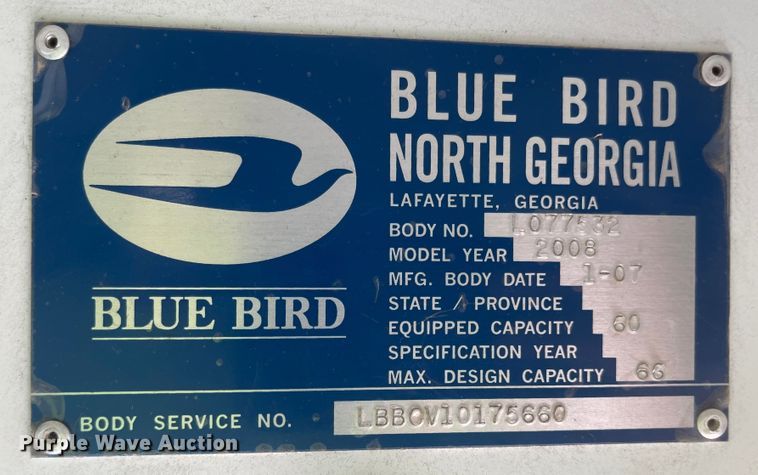 BLUE BIRD
BLUE BIRD
NORTH GEORGIA
LAFAYETTE, GEORGIA
BODY NO. L077532
MODEL YEAR 2008
MFG. BODY DATE 1-07
STATE / PROVINCE
EQUIPPED CAPACITY 60
SPECIFICATION YEAR
MAX. DESIGN CAPACITY 66
BODY SERVICE NO. LBBCV10175660
Purple Wave Auction